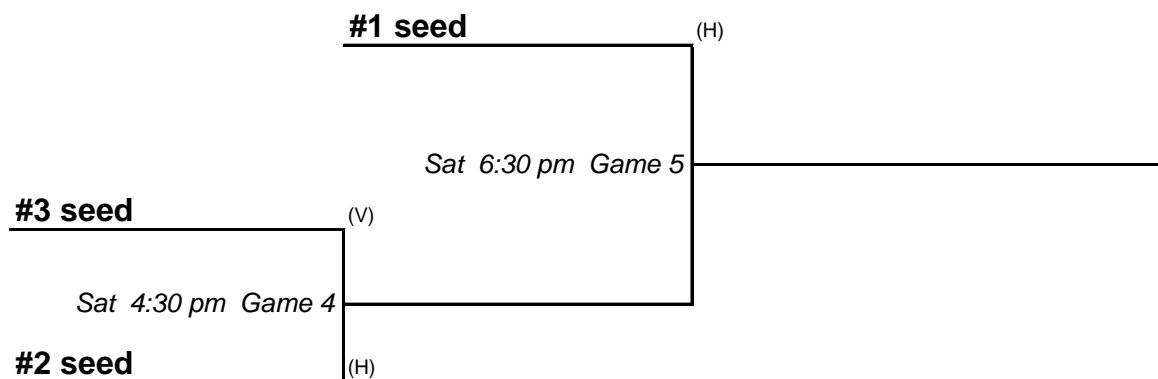 #1 seed (H)
Sat 6:30 pm Game 5
#3 seed (V)
Sat 4:30 pm Game 4
#2 seed (H)